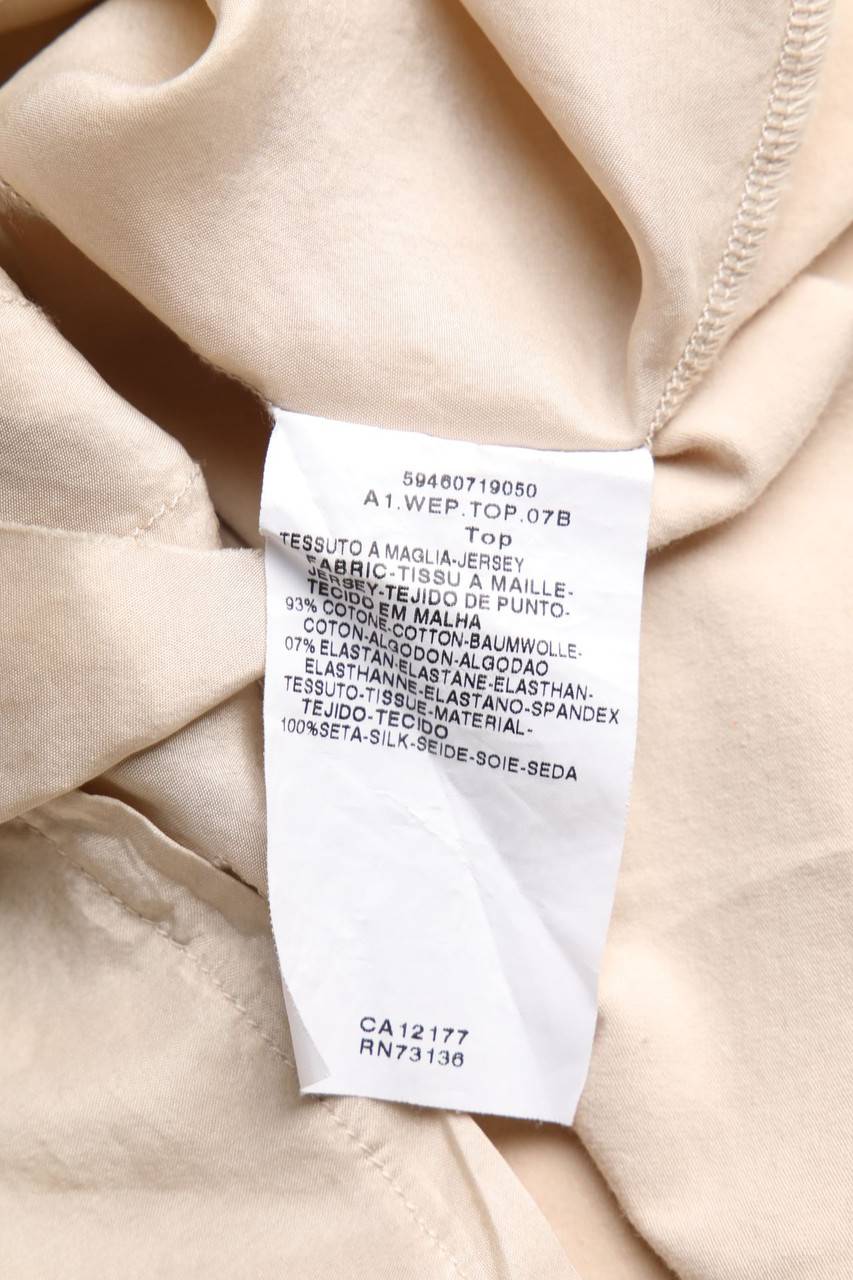 59460719050
A1.WEP.TOP.07B
Top
TESSUTO A MAGLIA-JERSEY
FABRIC-TISSU A MAILLE-
JERSEY-TEJIDO DE PUNTO-
TECIDO EM MALHA
93% COTONE-COTTON-BAUMWOLLE-
COTON-ALGODON-ALGODAO
07% ELASTAN-ELASTANE-ELASTHAN-
ELASTHANNE-ELASTANO-SPANDEX
TESSUTO-TISSUE-MATERIAL-
TEJIDO-TECIDO
100%SETA-SILK-SEIDE-SOIE-SEDA
CA12177
RN73136